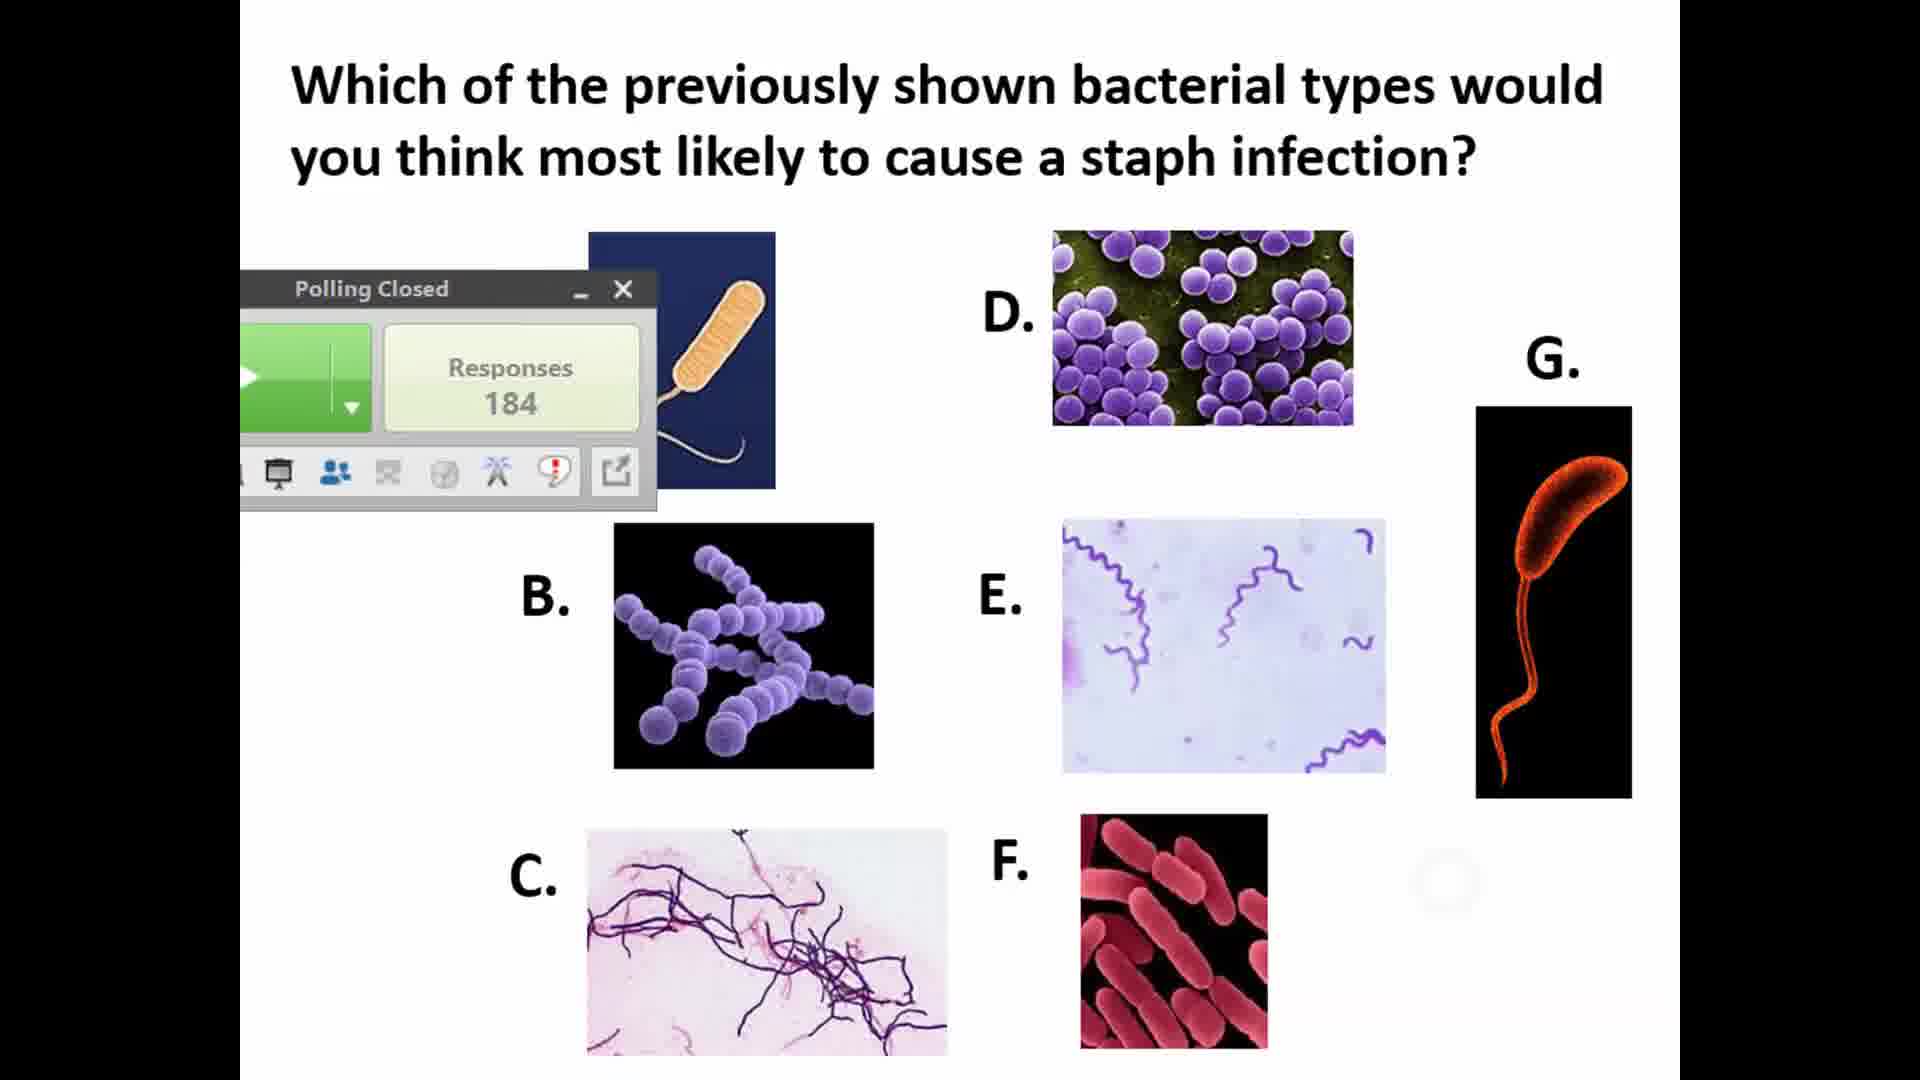 Which of the previously shown bacterial types would
you think most likely to cause a staph infection?
Polling Closed
Responses
184
D.
G.
B.
E.
C.
F.